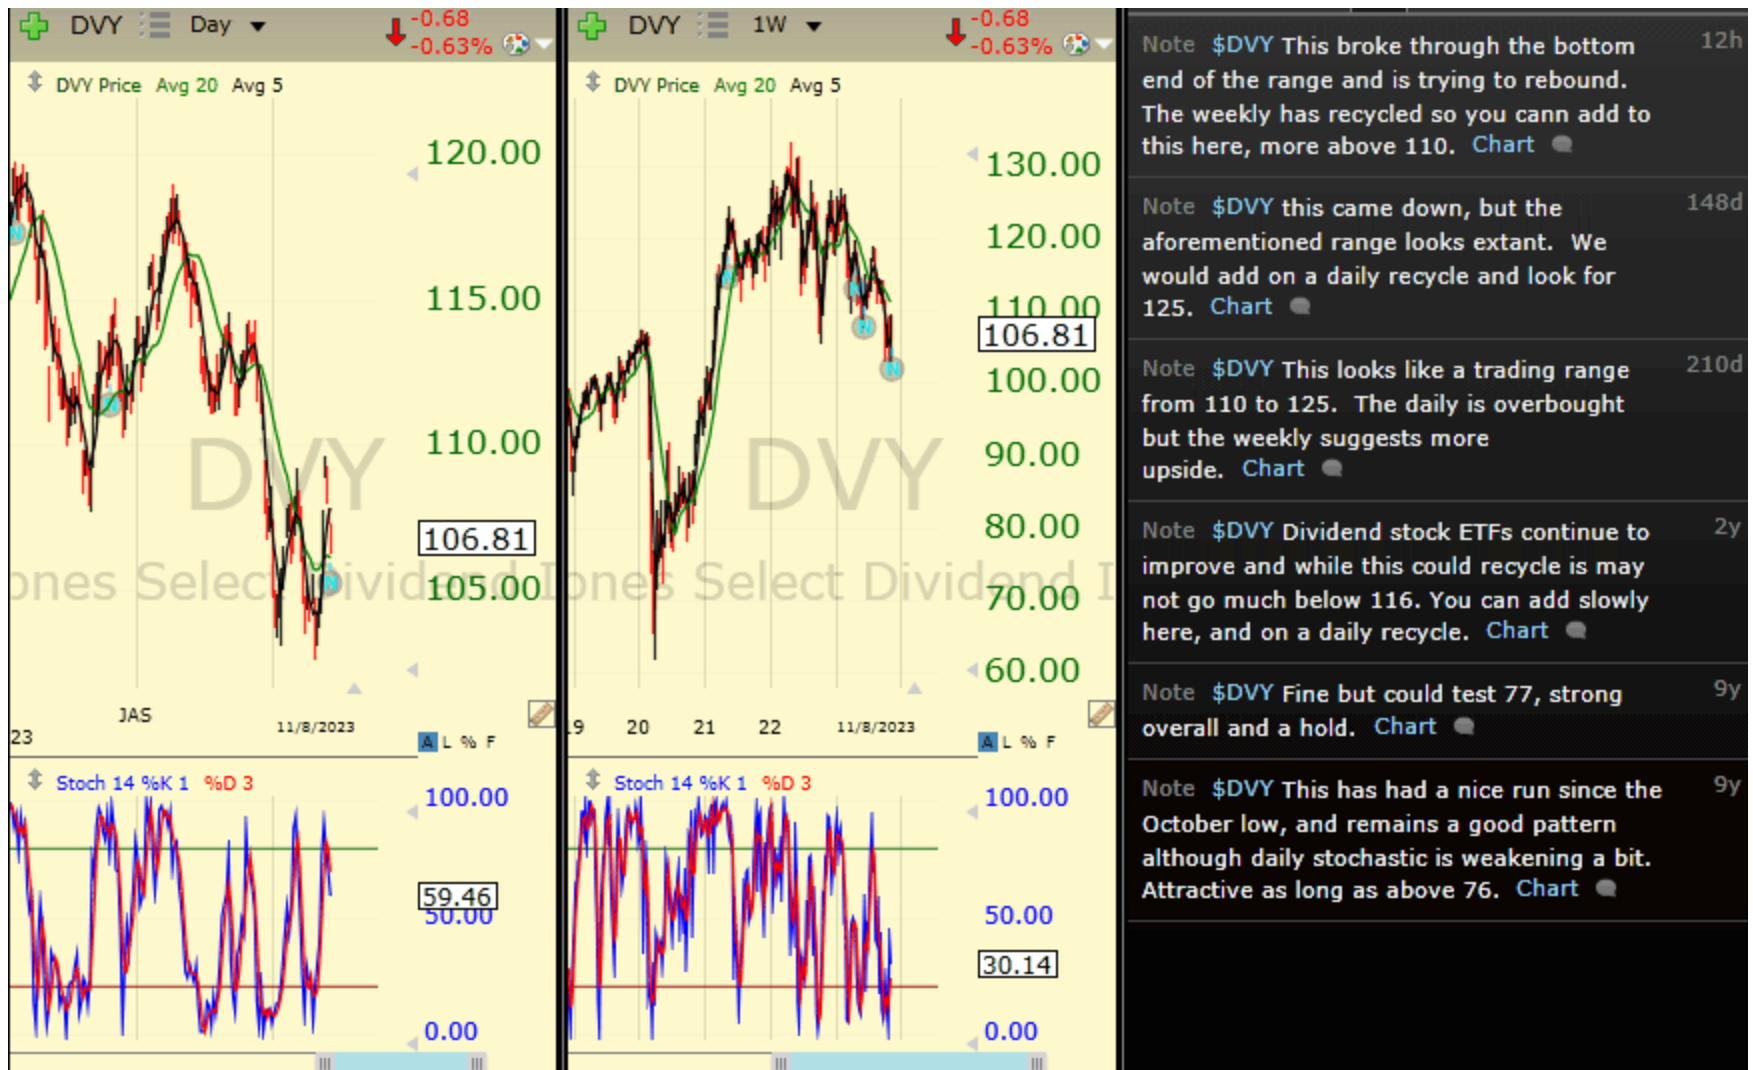 DVY Day -0.68
-0.63%
DVY Price Avg 20 Avg 5
120.00
115.00
110.00
106.81
105.00
DVY
ones Select Dividend I
23 JAS 11/8/2023
A L % F
Stoch 14 %K 1 %D 3
100.00
59.46
50.00
0.00
N
N
N
DVY 1W -0.68
-0.63%
DVY Price Avg 20 Avg 5
130.00
120.00
110.00
106.81
100.00
90.00
80.00
70.00
60.00
DVY
ones Select Dividend I
19 20 21 22 11/8/2023
A L % F
Stoch 14 %K 1 %D 3
100.00
50.00
30.14
0.00
N
N
N
N
Note $DVY This broke through the bottom 12h
end of the range and is trying to rebound.
The weekly has recycled so you cann add to
this here, more above 110. Chart
Note $DVY this came down, but the 148d
aforementioned range looks extant. We
would add on a daily recycle and look for
125. Chart
Note $DVY This looks like a trading range 210d
from 110 to 125. The daily is overbought
but the weekly suggests more
upside. Chart
Note $DVY Dividend stock ETFs continue to 2y
improve and while this could recycle is may
not go much below 116. You can add slowly
here, and on a daily recycle. Chart
Note $DVY Fine but could test 77, strong 9y
overall and a hold. Chart
Note $DVY This has had a nice run since the 9y
October low, and remains a good pattern
although daily stochastic is weakening a bit.
Attractive as long as above 76. Chart